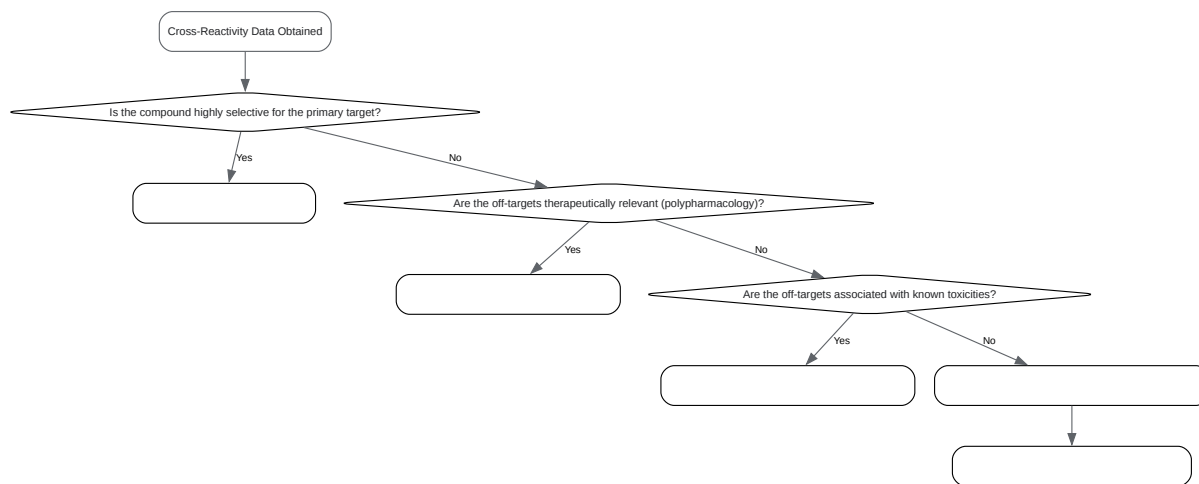 Cross-Reactivity Data Obtained
Is the compound highly selective for the primary target?
Yes
No
Are the off-targets therapeutically relevant (polypharmacology)?
Yes
No
Are the off-targets associated with known toxicities?
Yes
No